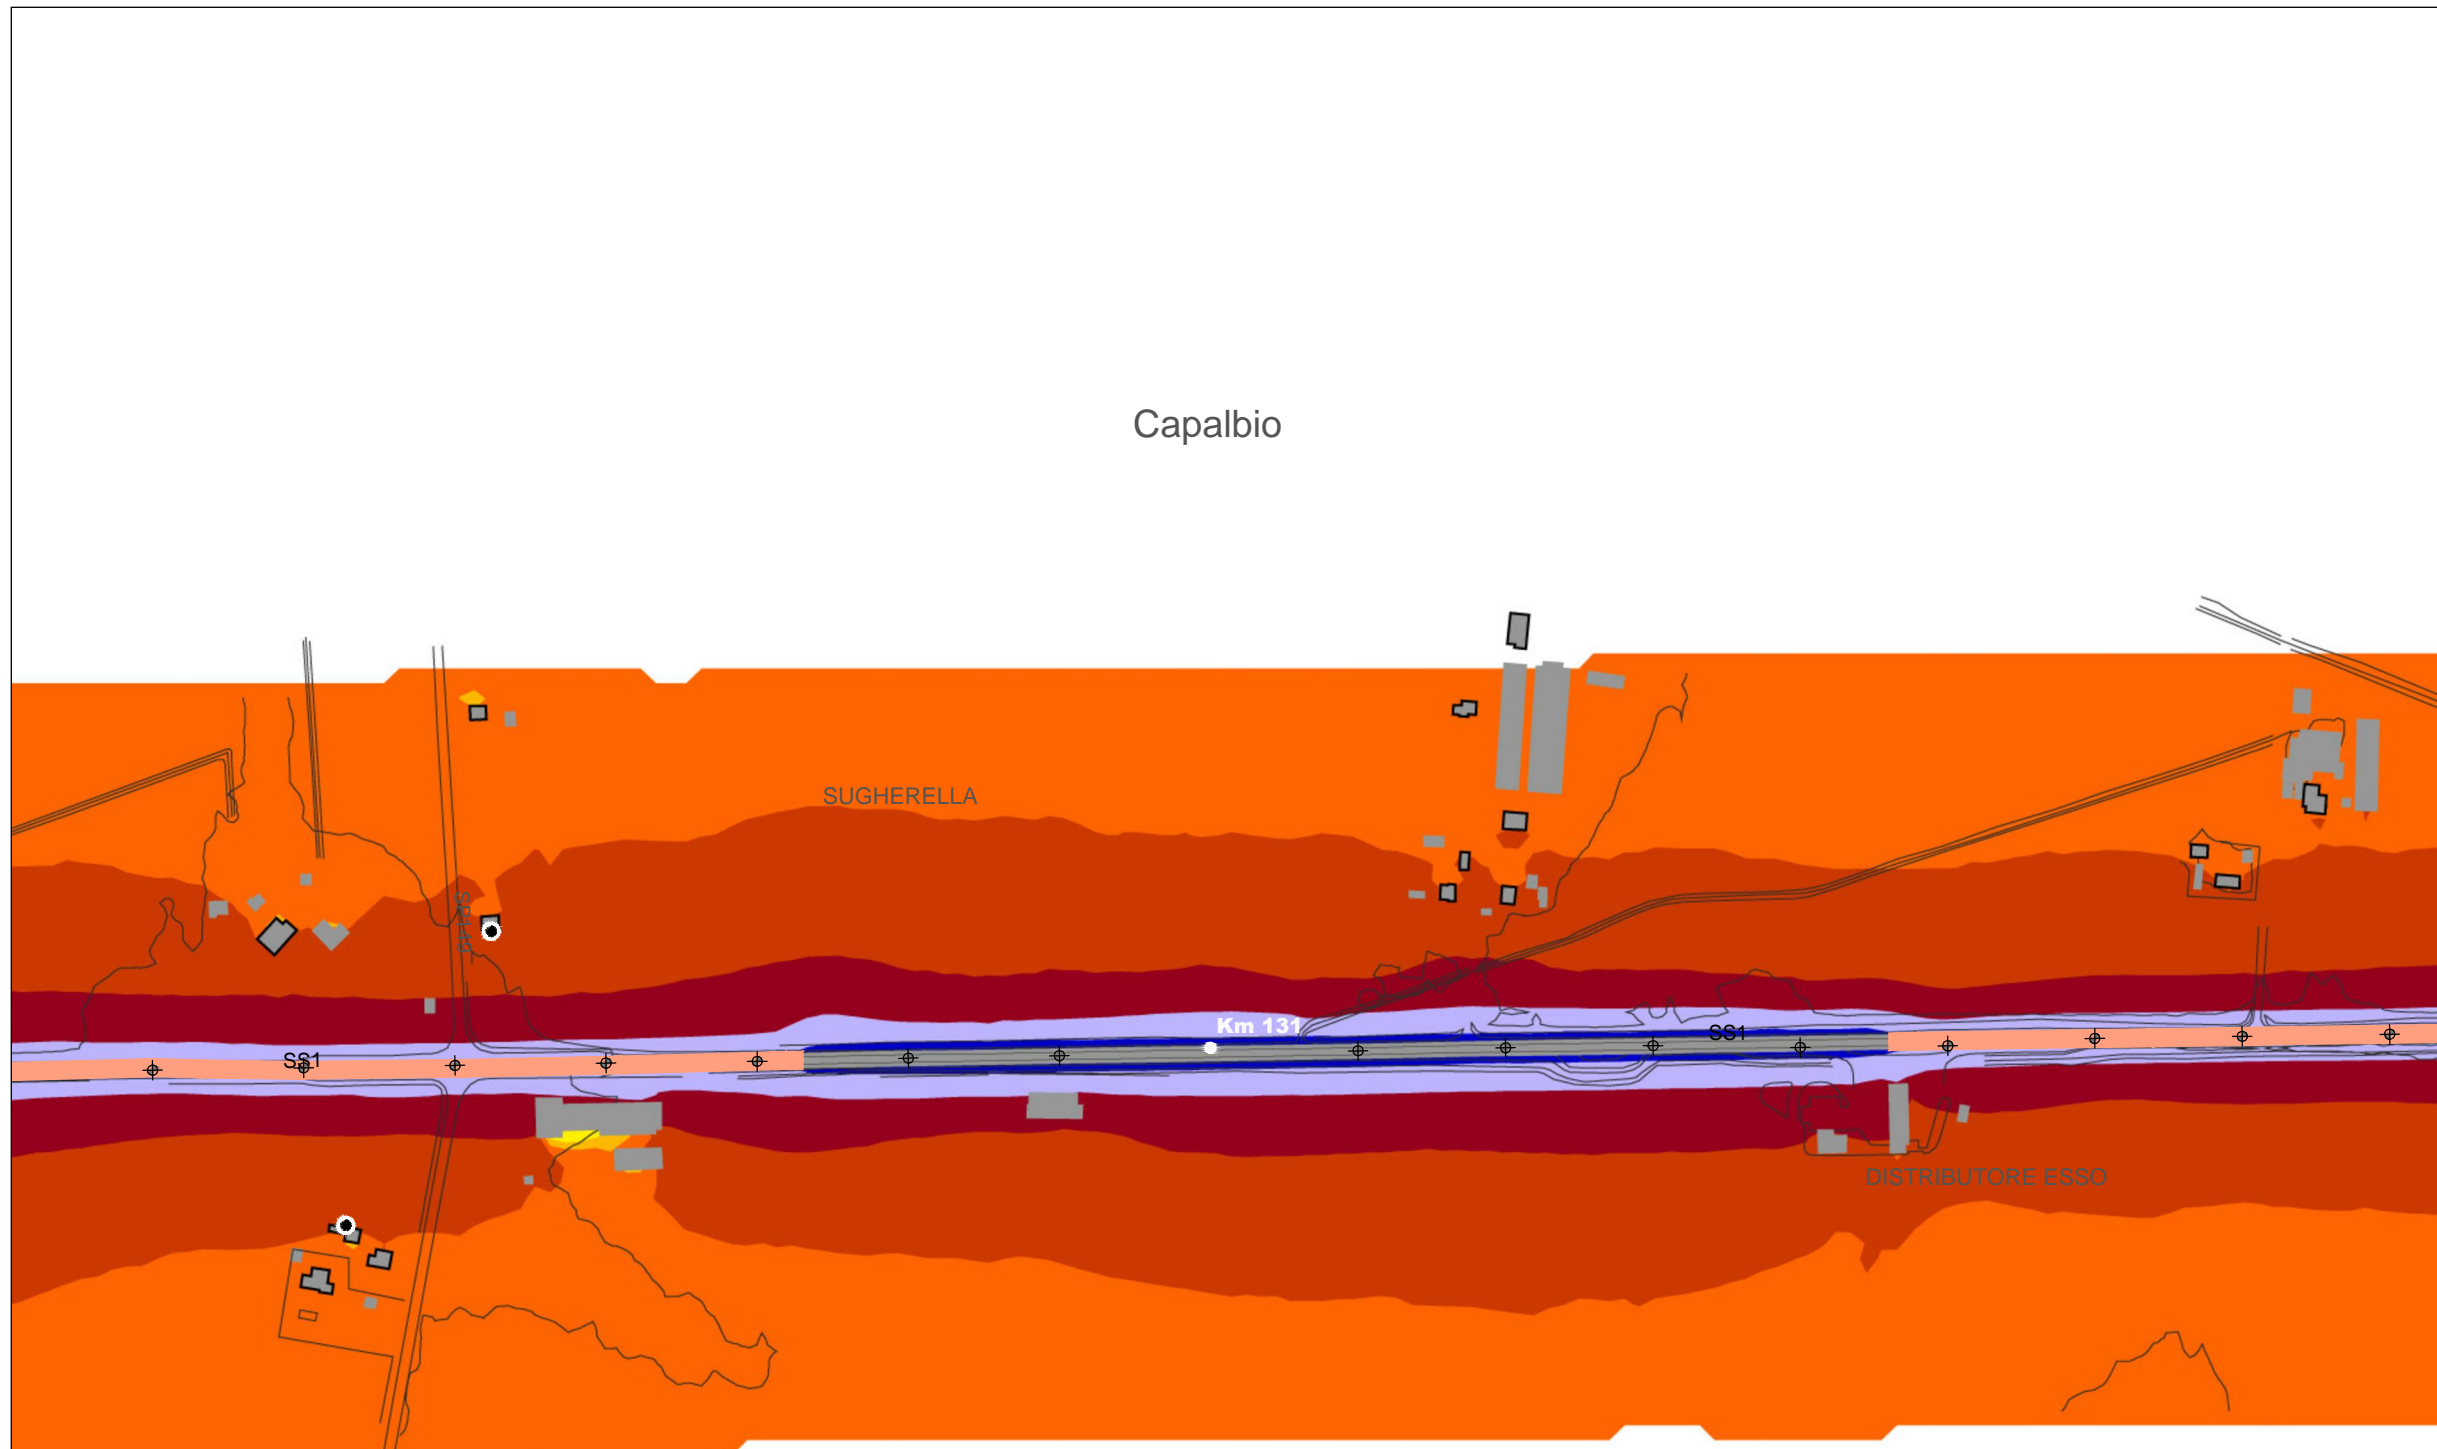 Capalbio
SUGHERELLA
Km 131
SS1
SS1
DISTRIBUTORE ESSO